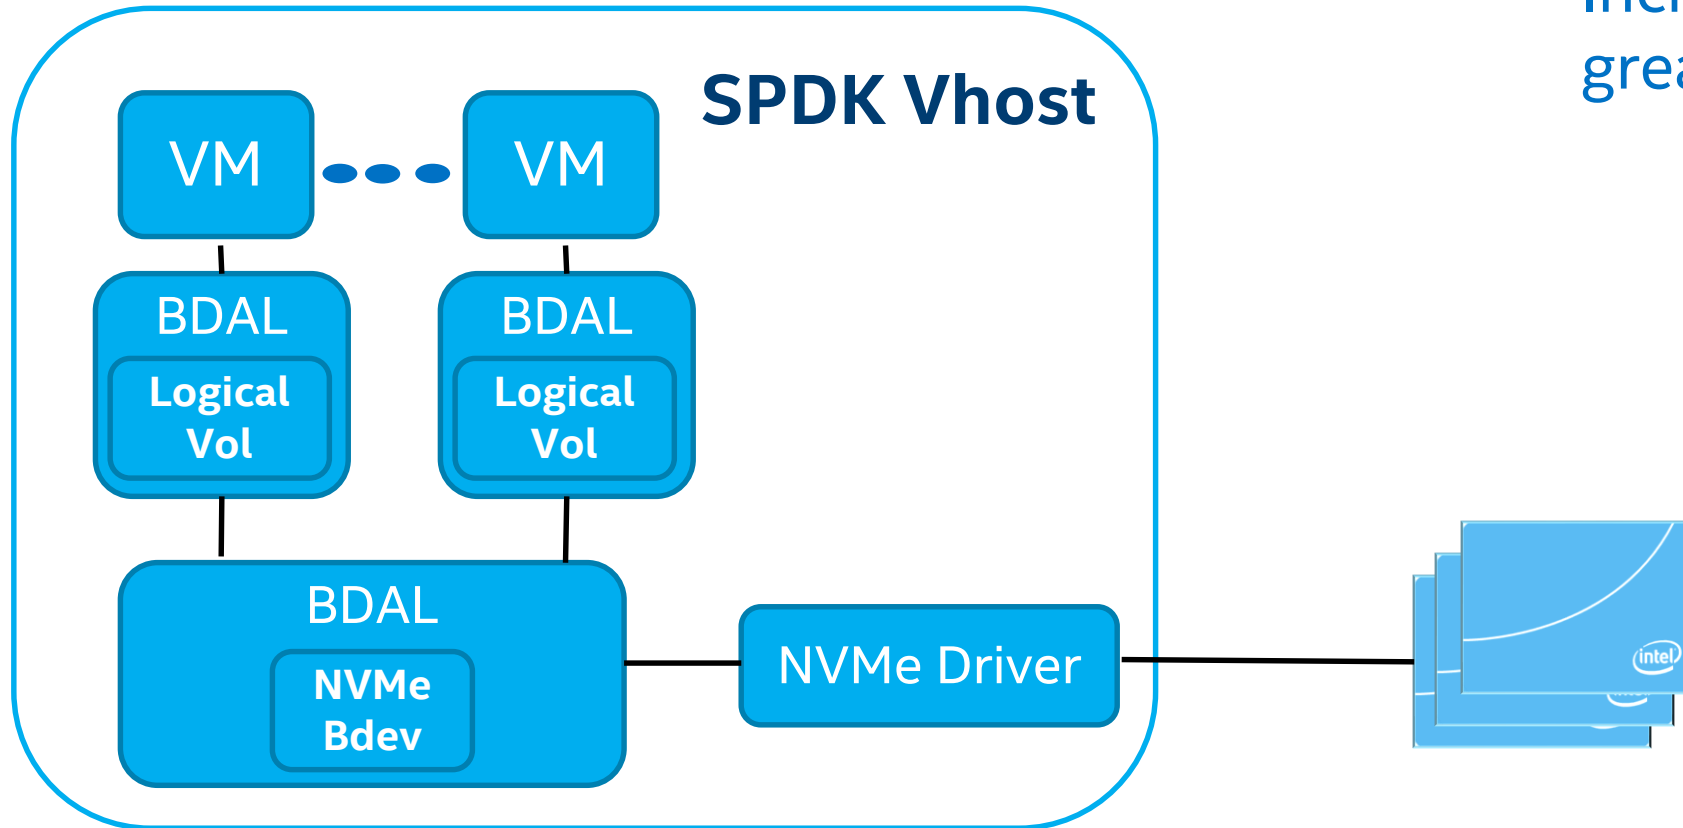 SPDK Vhost
VM
VM
BDAL
BDAL
Logical
Vol
Logical
Vol
BDAL
NVMe
Bdev
NVMe Driver
intel